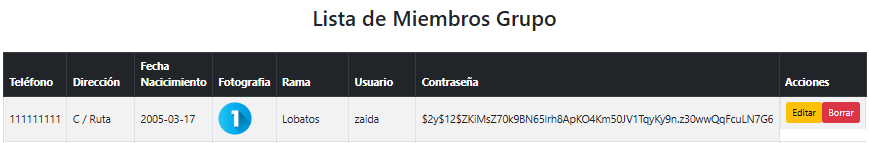 Lista de Miembros Grupo
Teléfono Dirección Fecha Nacicimiento Fotografia Rama Usuario Contraseña Acciones
111111111 C / Ruta 2005-03-17 1 Lobatos zaida $2y$12$ZKiMsZ70k9BN65Irh8ApKO4Km50JV1TqyKy9n.z30wwQqFcuLN7G6 Editar Borrar